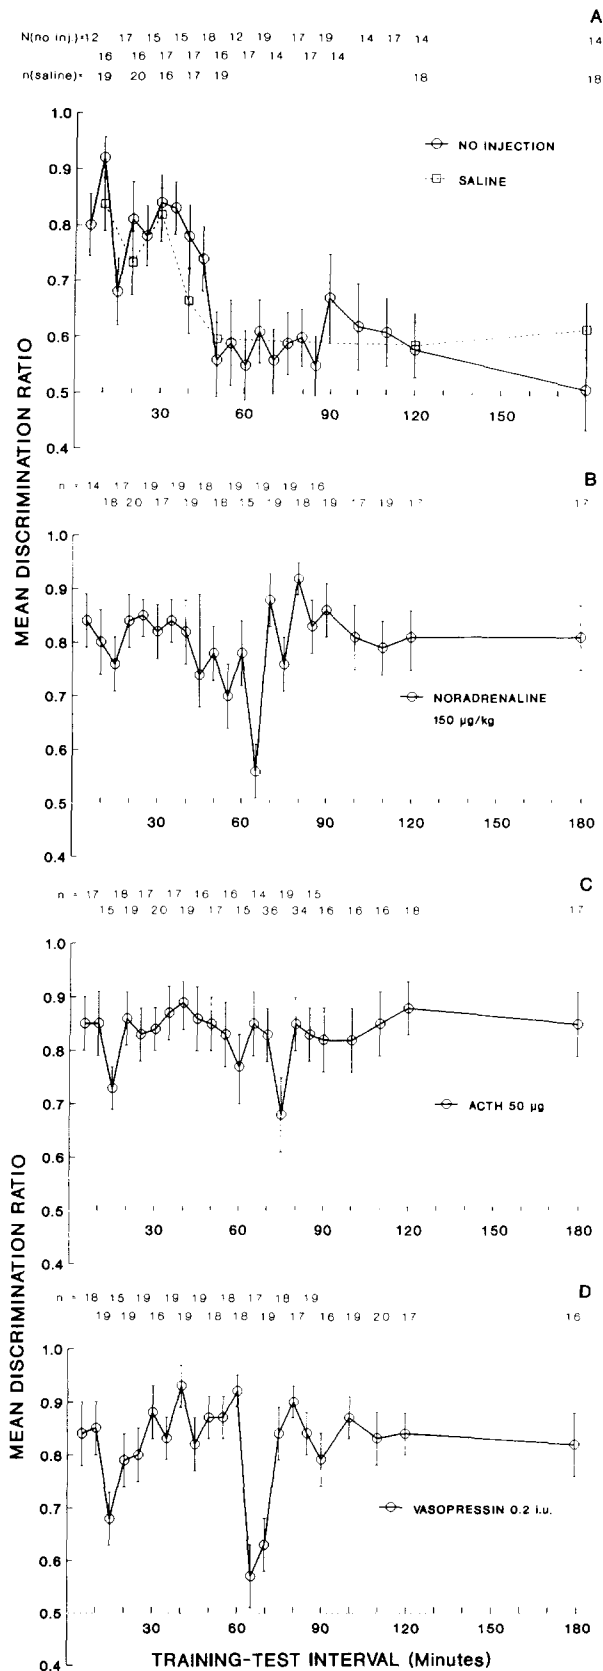 A
N(no inj.)=12 17 15 15 18 12 19 17 19 14 17 14 14
16 16 17 17 16 17 14 17 14
n(saline)= 19 20 16 17 19 18 18
1.0
0.9
0.8
0.7
0.6
0.5
0.4
NO INJECTION
SALINE
30 60 90 120 150
MEAN DISCRIMINATION RATIO
B
n = 14 17 19 19 18 19 19 19 16
18 20 17 19 18 15 19 18 19 17 19 17 17
1.0
0.9
0.8
0.7
0.6
0.5
0.4
NORADRENALINE
150 µg/kg
30 60 90 120 150 180
C
n = 17 18 17 17 16 16 14 19 15
15 19 20 19 17 15 36 34 16 16 16 18 17
1.0
0.9
0.8
0.7
0.6
0.5
0.4
ACTH 50 µg
30 60 90 120 150 180
MEAN DISCRIMINATION RATIO
D
n = 18 15 19 19 19 18 17 18 19
19 19 16 19 18 18 19 17 16 19 20 17 16
1.0
0.9
0.8
0.7
0.6
0.5
0.4
VASOPRESSIN 0.2 i.u.
30 60 90 120 150 180
TRAINING-TEST INTERVAL (Minutes)